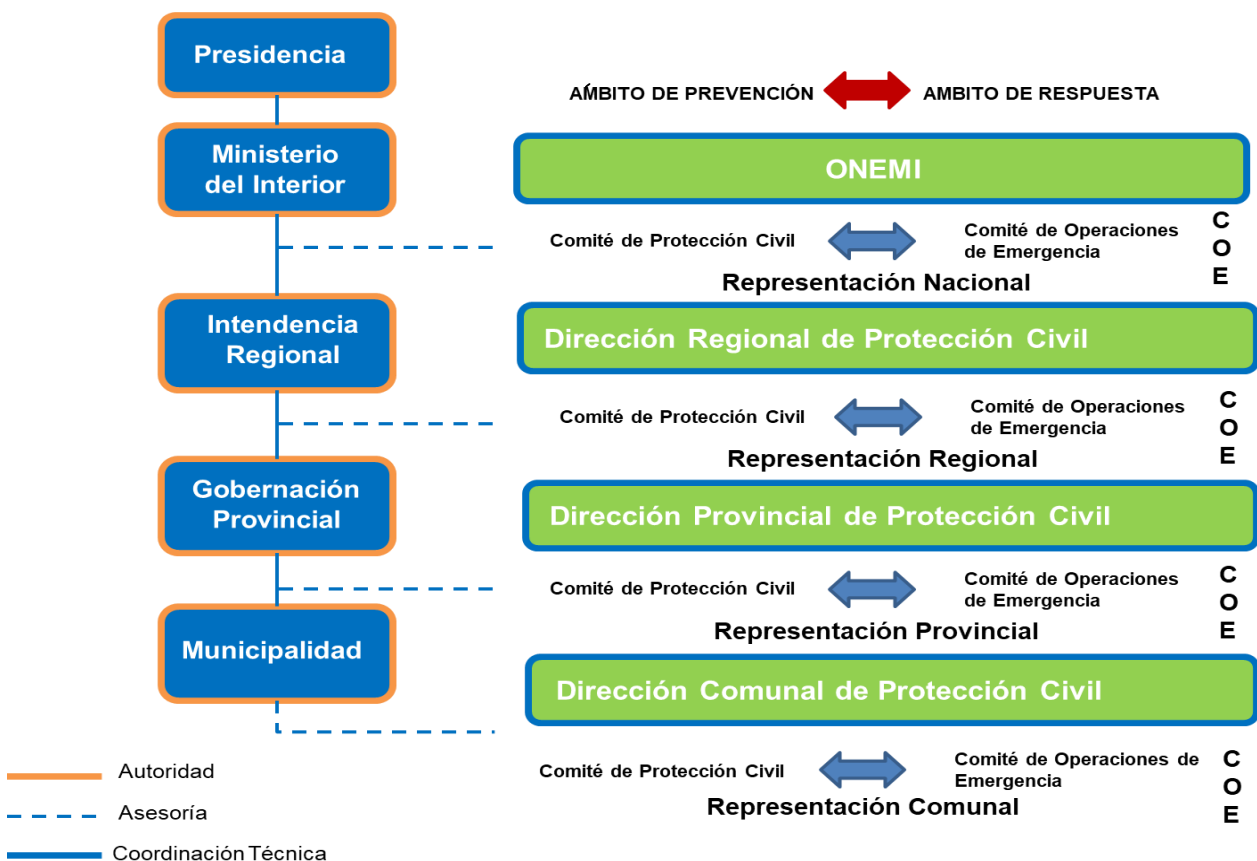 Presidencia
AḾBITO DE PREVENCIÓN
AMBITO DE RESPUESTA
Ministerio
del Interior
ONEMI
Comité de Protección Civil
Comité de Operaciones
de Emergencia
C
O
E
Representación Nacional
Intendencia
Regional
Dirección Regional de Protección Civil
Comité de Protección Civil
Comité de Operaciones
de Emergencia
C
O
E
Representación Regional
Gobernación
Provincial
Dirección Provincial de Protección Civil
Comité de Protección Civil
Comité de Operaciones
de Emergencia
C
O
E
Representación Provincial
Municipalidad
Dirección Comunal de Protección Civil
Comité de Protección Civil
Comité de Operaciones de
Emergencia
C
O
E
Representación Comunal
Autoridad
Asesoría
Coordinación Técnica